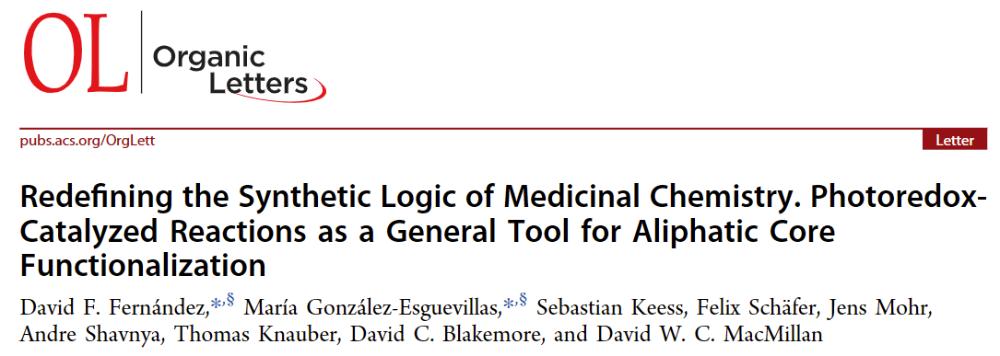 OL
Organic
Letters
pubs.acs.org/OrgLett
Letter
Redefining the Synthetic Logic of Medicinal Chemistry. Photoredox-
Catalyzed Reactions as a General Tool for Aliphatic Core
Functionalization
David F. Fernández,*,§ María González-Esguevillas,*,§ Sebastian Keess, Felix Schäfer, Jens Mohr,
Andre Shavnya, Thomas Knauber, David C. Blakemore, and David W. C. MacMillan